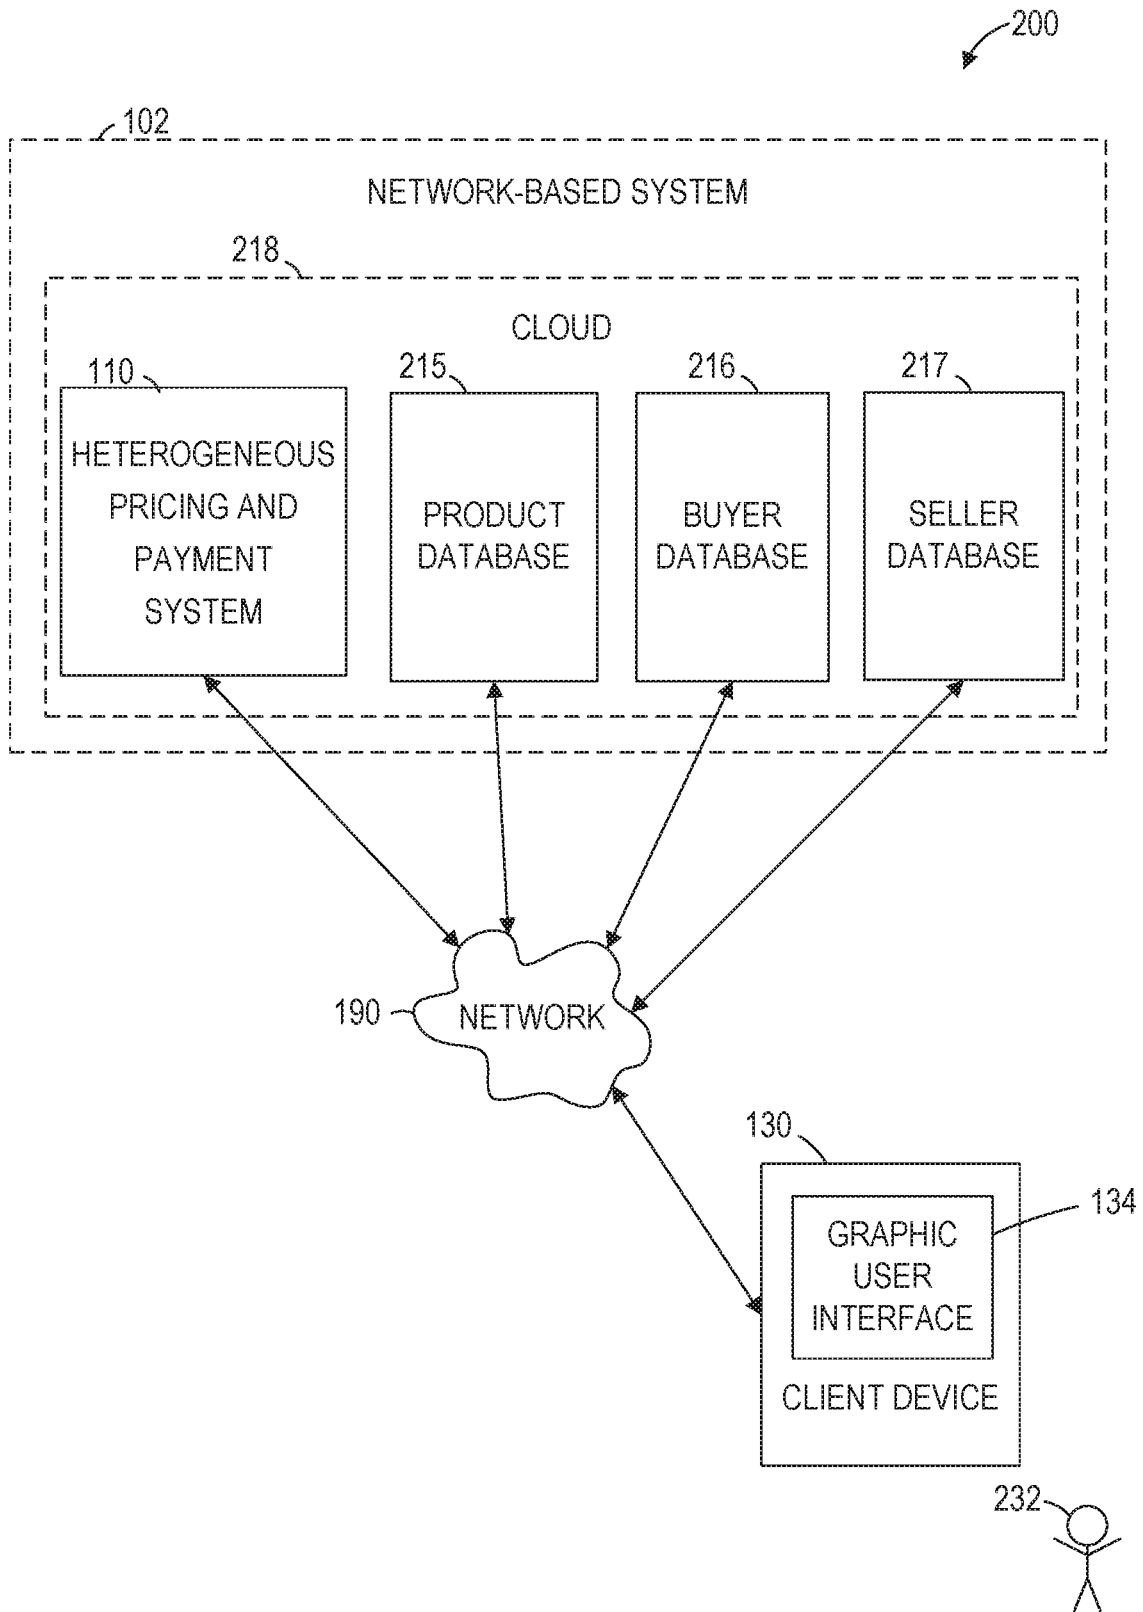 200
102
NETWORK-BASED SYSTEM
218
CLOUD
110
215
216
217
HETEROGENEOUS
PRICING AND
PAYMENT
SYSTEM
PRODUCT
DATABASE
BUYER
DATABASE
SELLER
DATABASE
190
NETWORK
130
134
GRAPHIC
USER
INTERFACE
CLIENT DEVICE
232